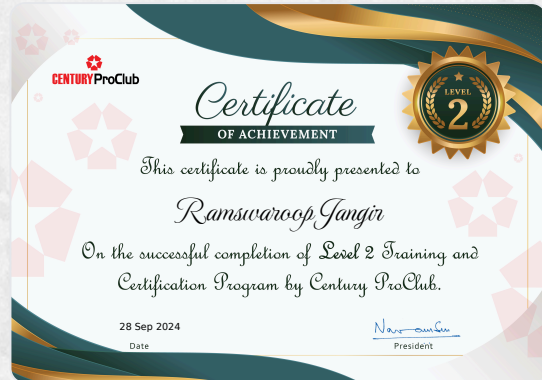 CENTURY ProClub
Certificate
OF ACHIEVEMENT
LEVEL
2
This certificate is proudly presented to
Ramswaroop Jangir
On the successful completion of Level 2 Training and
Certification Program by Century ProClub.
28 Sep 2024
Date
President